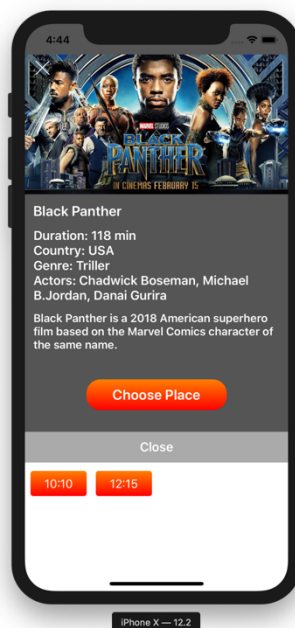 4:44
MARVEL STUDIOS
BLACK
PANTHER
IN CINEMAS FEBRUARY 15
Black Panther
Duration: 118 min
Country: USA
Genre: Triller
Actors: Chadwick Boseman, Michael
B.Jordan, Danai Gurira
Black Panther is a 2018 American superhero
film based on the Marvel Comics character of
the same name.
Choose Place
Close
10:10 12:15
iPhone X — 12.2